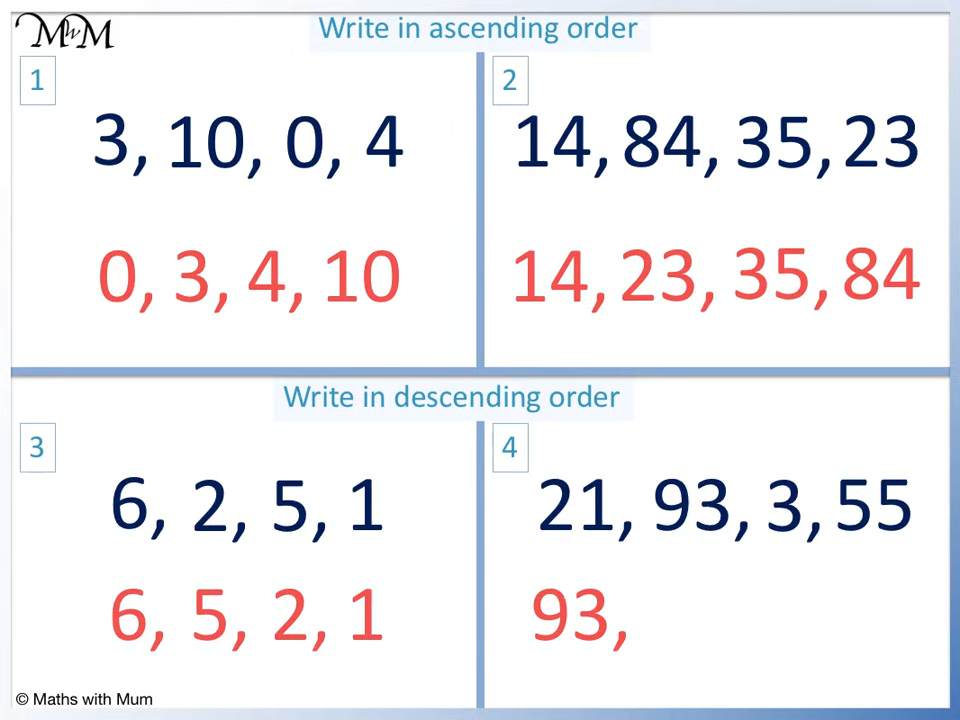 MwM
Write in ascending order
1
3, 10, 0, 4
0, 3, 4, 10
2
14, 84, 35, 23
14, 23, 35, 84
Write in descending order
3
6, 2, 5, 1
6, 5, 2, 1
4
21, 93, 3, 55
93,
© Maths with Mum